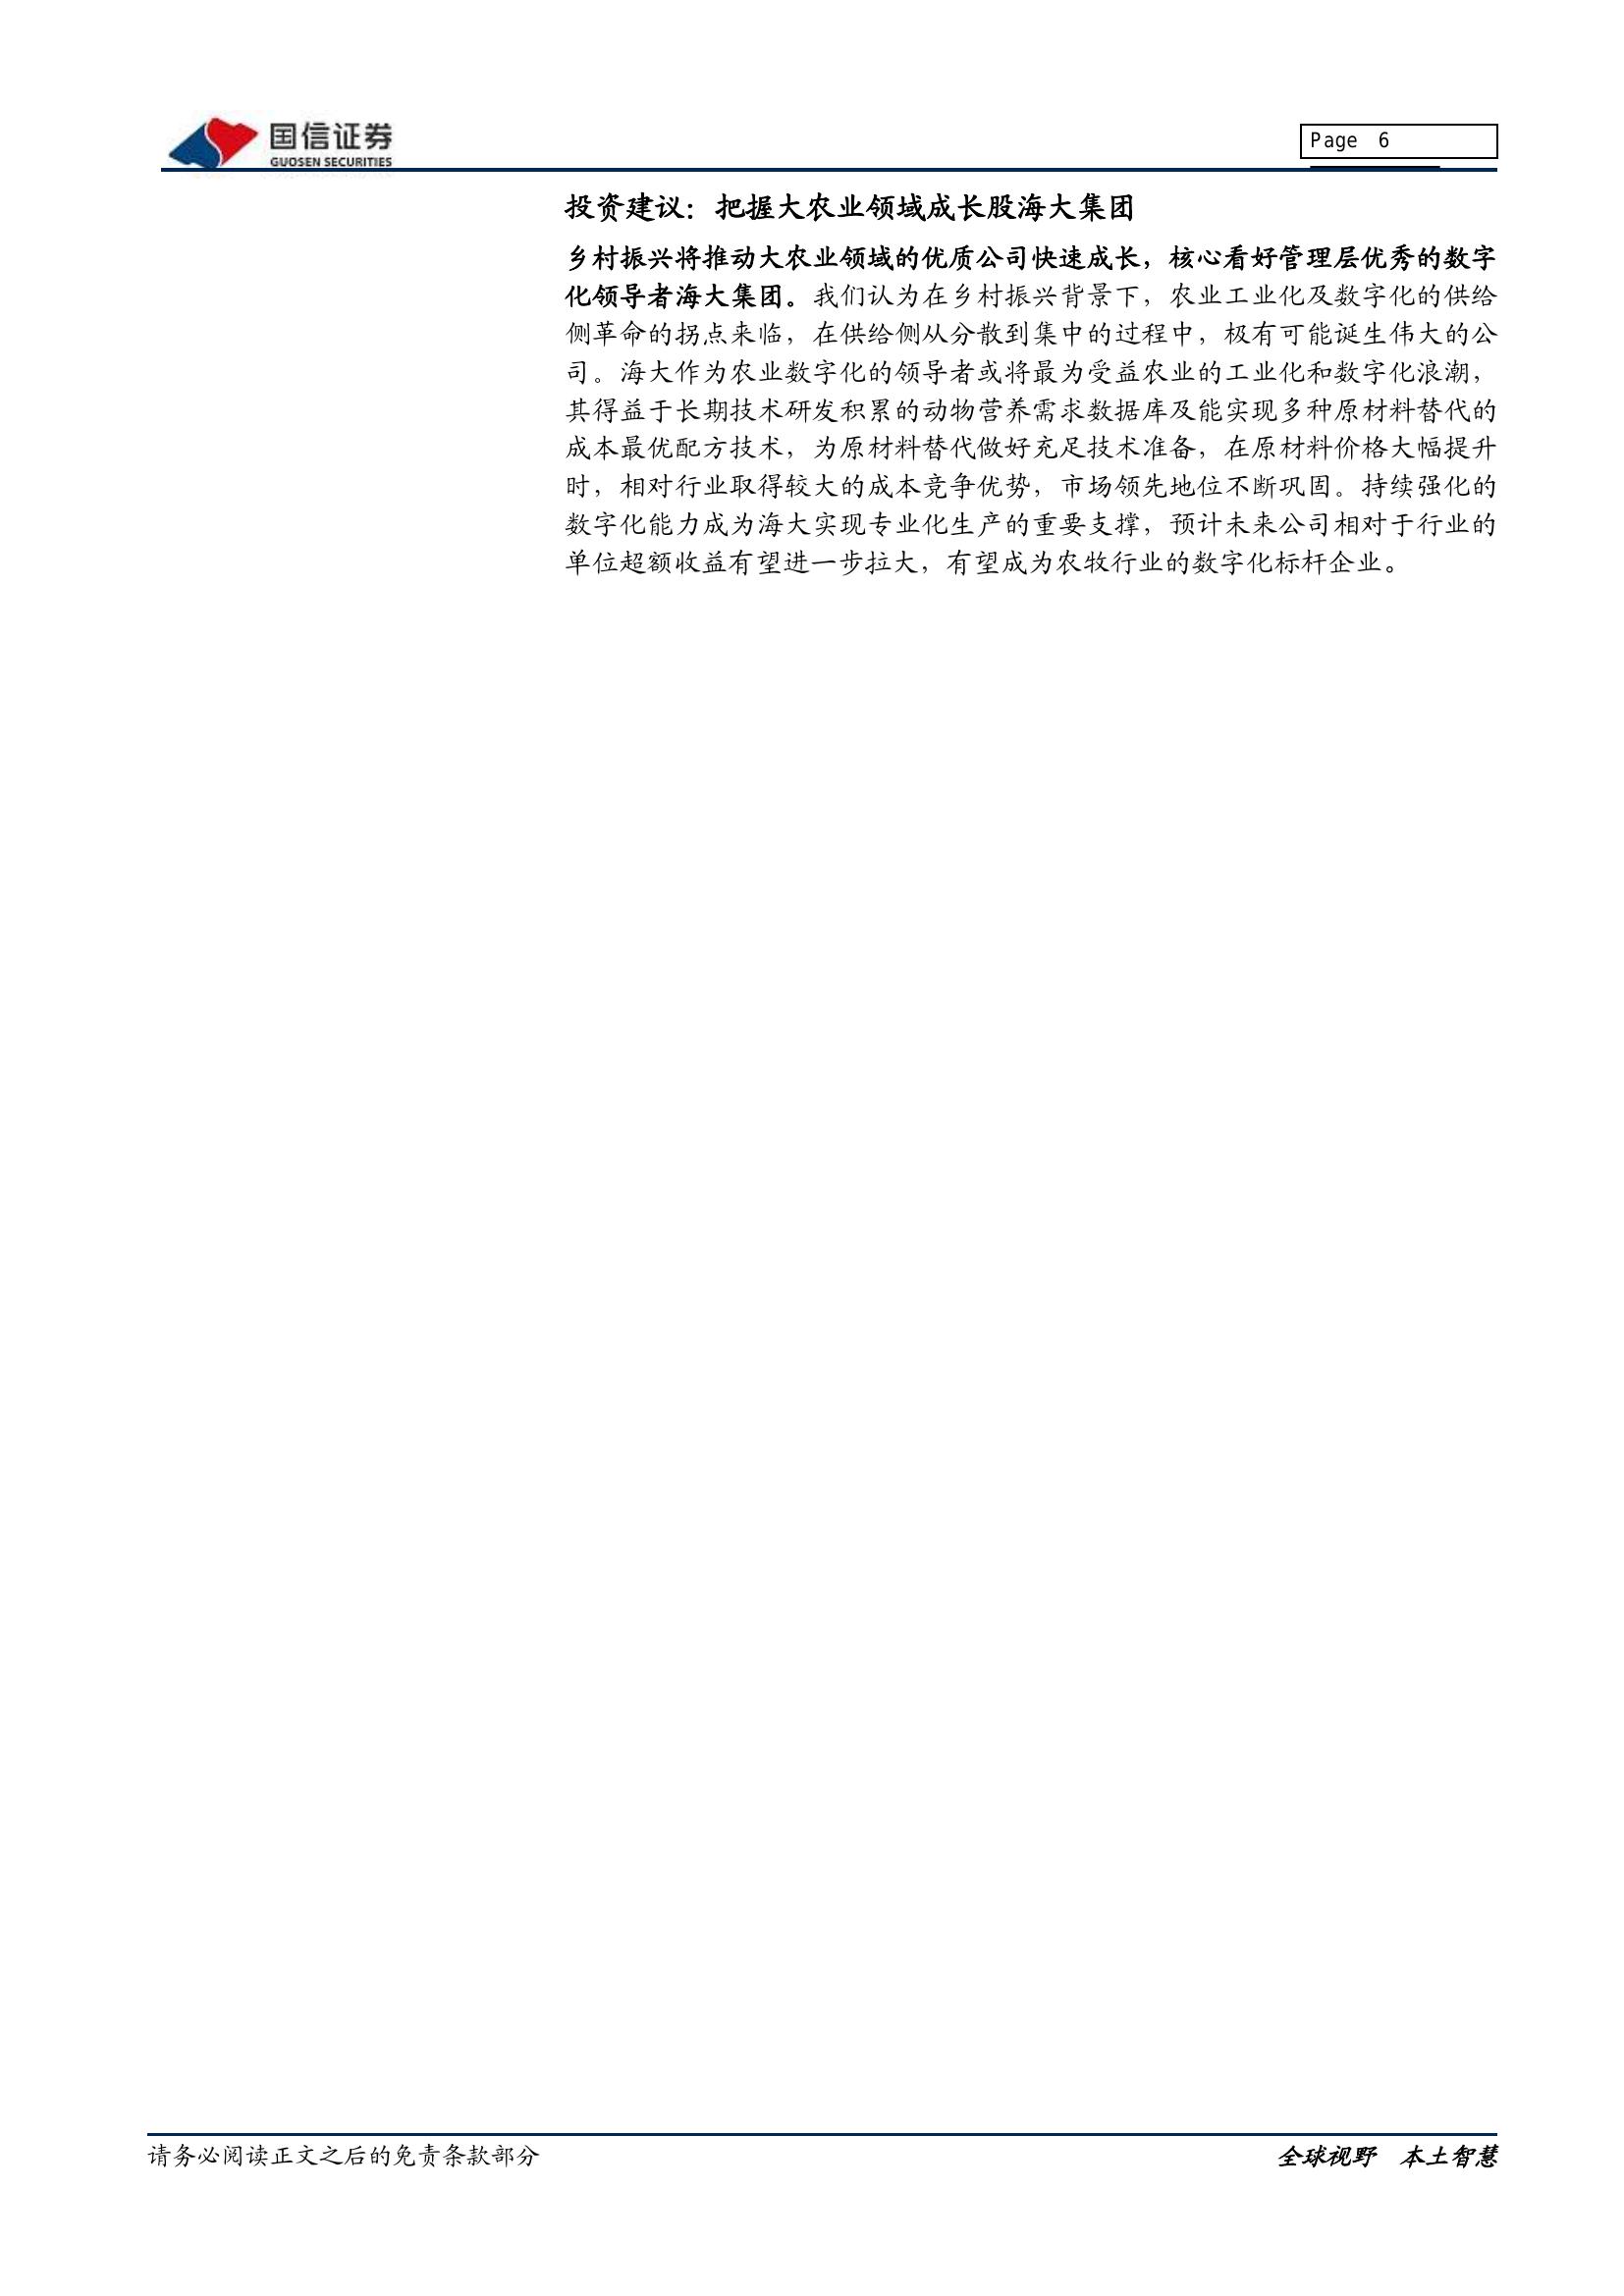 国信证券
GUOSEN SECURITIES
Page 6
投资建议：把握大农业领域成长股海大集团
乡村振兴将推动大农业领域的优质公司快速成长，核心看好管理层优秀的数字
化领导者海大集团。我们认为在乡村振兴背景下，农业工业化及数字化的供给
侧革命的拐点来临，在供给侧从分散到集中的过程中，极有可能诞生伟大的公
司。海大作为农业数字化的领导者或将最为受益农业的工业化和数字化浪潮，
其得益于长期技术研发积累的动物营养需求数据库及能实现多种原材料替代的
成本最优配方技术，为原材料替代做好充足技术准备，在原材料价格大幅提升
时，相对行业取得较大的成本竞争优势，市场领先地位不断巩固。持续强化的
数字化能力成为海大实现专业化生产的重要支撑，预计未来公司相对于行业的
单位超额收益有望进一步拉大，有望成为农牧行业的数字化标杆企业。
请务必阅读正文之后的免责条款部分
全球视野 本土智慧